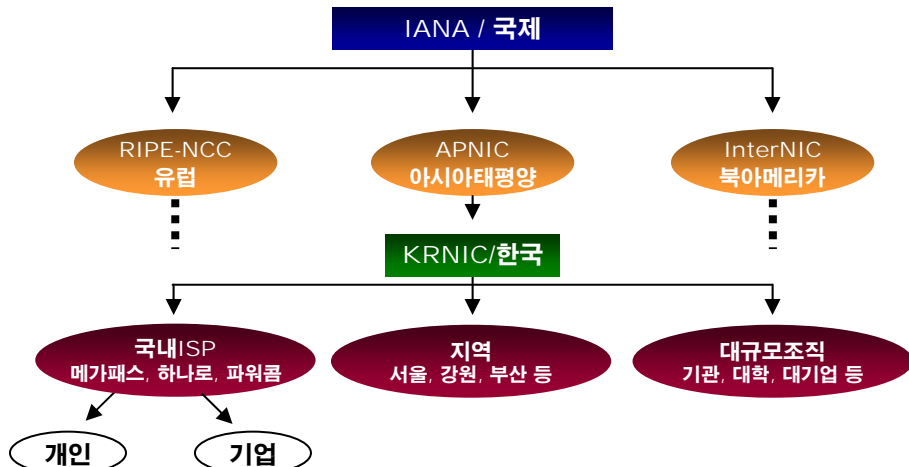 IANA / 국제
RIPE-NCC
유럽
APNIC
아시아태평양
InterNIC
북아메리카
KRNIC/한국
국내ISP
메가패스, 하나로, 파워콤
지역
서울, 강원, 부산 등
대규모조직
기관, 대학, 대기업 등
개인
기업